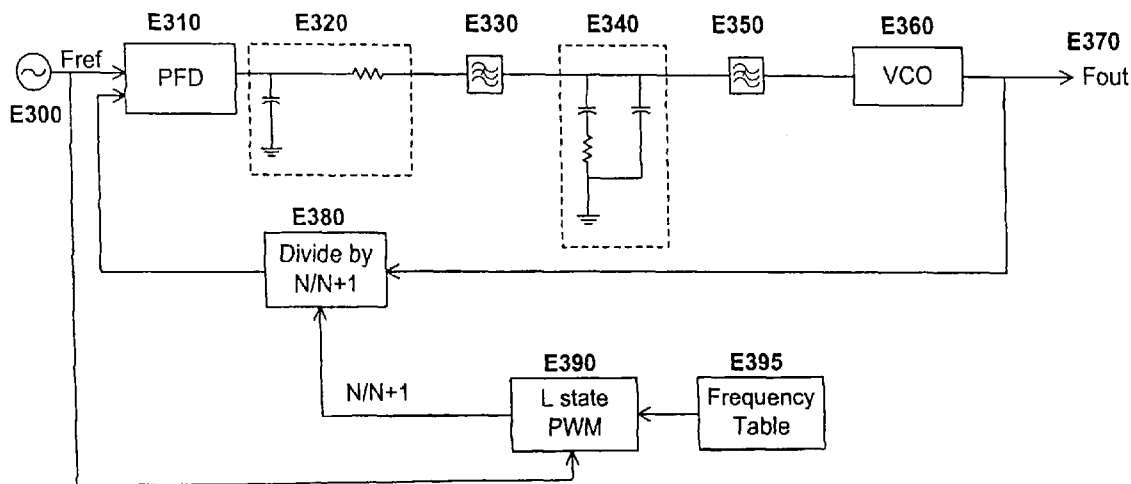 E310
E320
E330
E340
E350
E360
E370
Fref
PFD
VCO
Fout
E300
E380
Divide by
N/N+1
E390
E395
N/N+1
L state
PWM
Frequency
Table